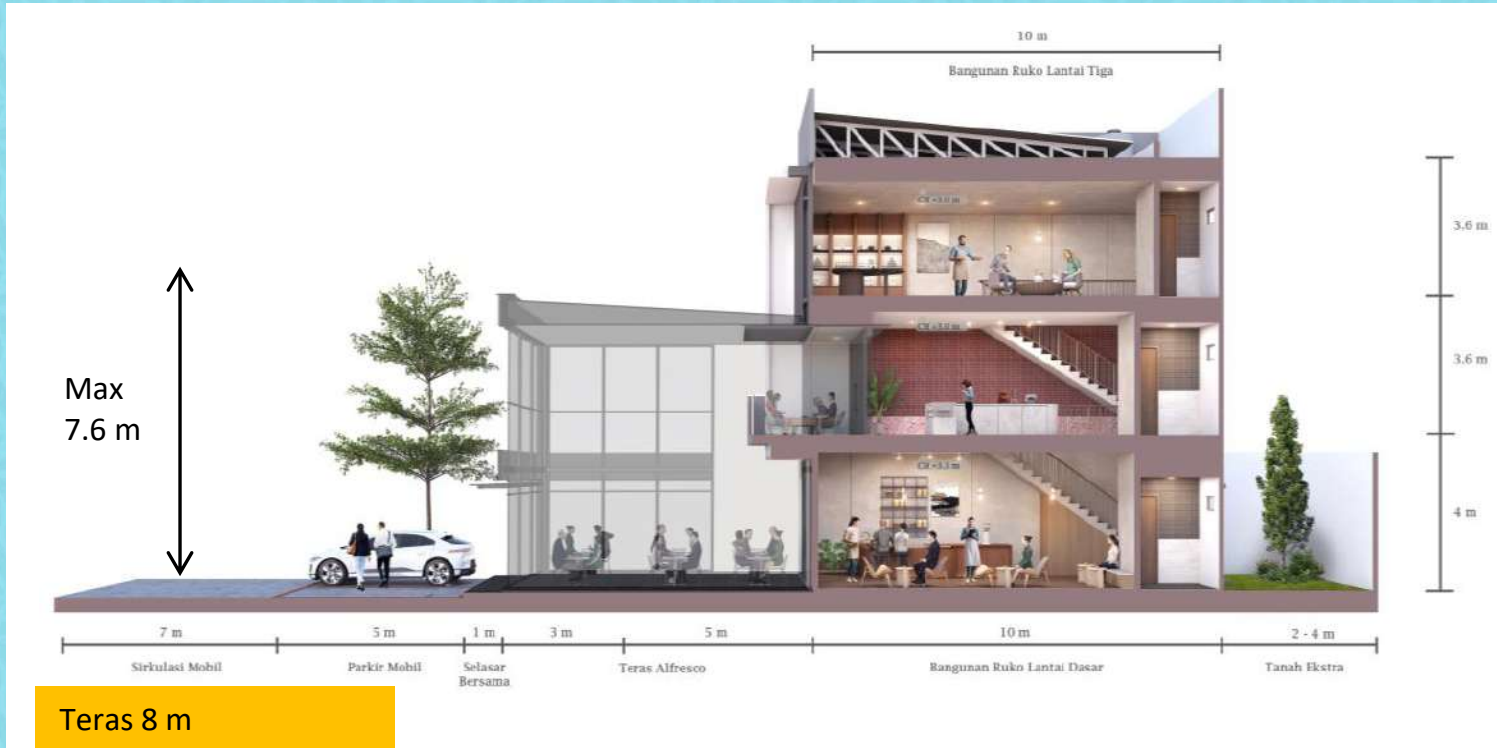 10 m
Bangunan Ruko Lantai Tiga
3.6 m
3.6 m
4 m
Max
7.6 m
7 m
5 m
1 m
3 m
5 m
10 m
2 - 4 m
Sirkulasi Mobil
Parkir Mobil
Selasar
Bersama
Teras Alfresco
Bangunan Ruko Lantai Dasar
Tanah Ekstra
Teras 8 m